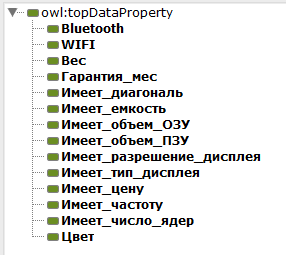 owl:topDataProperty
Bluetooth
WIFI
Вес
Гарантия_мес
Имеет_диагональ
Имеет_емкость
Имеет_объем_ОЗУ
Имеет_объем_ПЗУ
Имеет_разрешение_дисплея
Имеет_тип_дисплея
Имеет_цену
Имеет_частоту
Имеет_число_ядер
Цвет